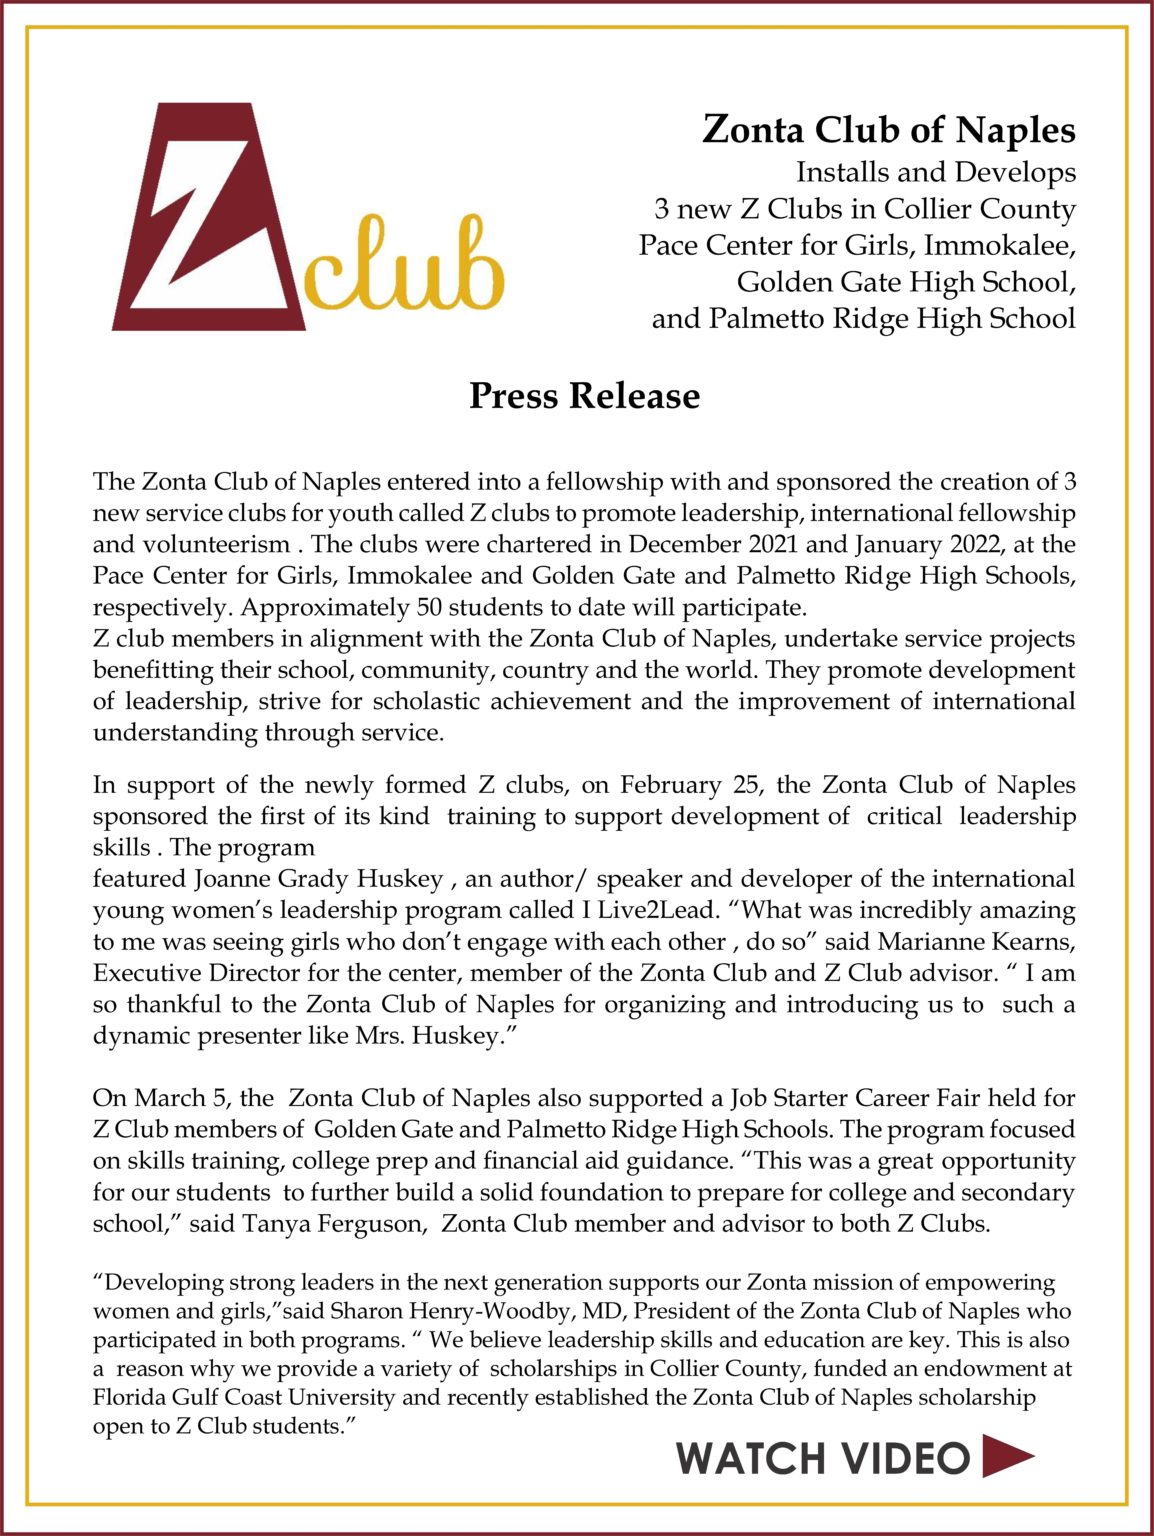 Z club
Zonta Club of Naples
Installs and Develops
3 new Z Clubs in Collier County
Pace Center for Girls, Immokalee,
Golden Gate High School,
and Palmetto Ridge High School
Press Release
The Zonta Club of Naples entered into a fellowship with and sponsored the creation of 3
new service clubs for youth called Z clubs to promote leadership, international fellowship
and volunteerism . The clubs were chartered in December 2021 and January 2022, at the
Pace Center for Girls, Immokalee and Golden Gate and Palmetto Ridge High Schools,
respectively. Approximately 50 students to date will participate.
Z club members in alignment with the Zonta Club of Naples, undertake service projects
benefitting their school, community, country and the world. They promote development
of leadership, strive for scholastic achievement and the improvement of international
understanding through service.
In support of the newly formed Z clubs, on February 25, the Zonta Club of Naples
sponsored the first of its kind training to support development of critical leadership
skills . The program
featured Joanne Grady Huskey , an author/ speaker and developer of the international
young women’s leadership program called I Live2Lead. “What was incredibly amazing
to me was seeing girls who don’t engage with each other , do so” said Marianne Kearns,
Executive Director for the center, member of the Zonta Club and Z Club advisor. “ I am
so thankful to the Zonta Club of Naples for organizing and introducing us to such a
dynamic presenter like Mrs. Huskey.”
On March 5, the Zonta Club of Naples also supported a Job Starter Career Fair held for
Z Club members of Golden Gate and Palmetto Ridge High Schools. The program focused
on skills training, college prep and financial aid guidance. “This was a great opportunity
for our students to further build a solid foundation to prepare for college and secondary
school,” said Tanya Ferguson, Zonta Club member and advisor to both Z Clubs.
“Developing strong leaders in the next generation supports our Zonta mission of empowering
women and girls,”said Sharon Henry-Woodby, MD, President of the Zonta Club of Naples who
participated in both programs. “ We believe leadership skills and education are key. This is also
a reason why we provide a variety of scholarships in Collier County, funded an endowment at
Florida Gulf Coast University and recently established the Zonta Club of Naples scholarship
open to Z Club students.”
WATCH VIDEO